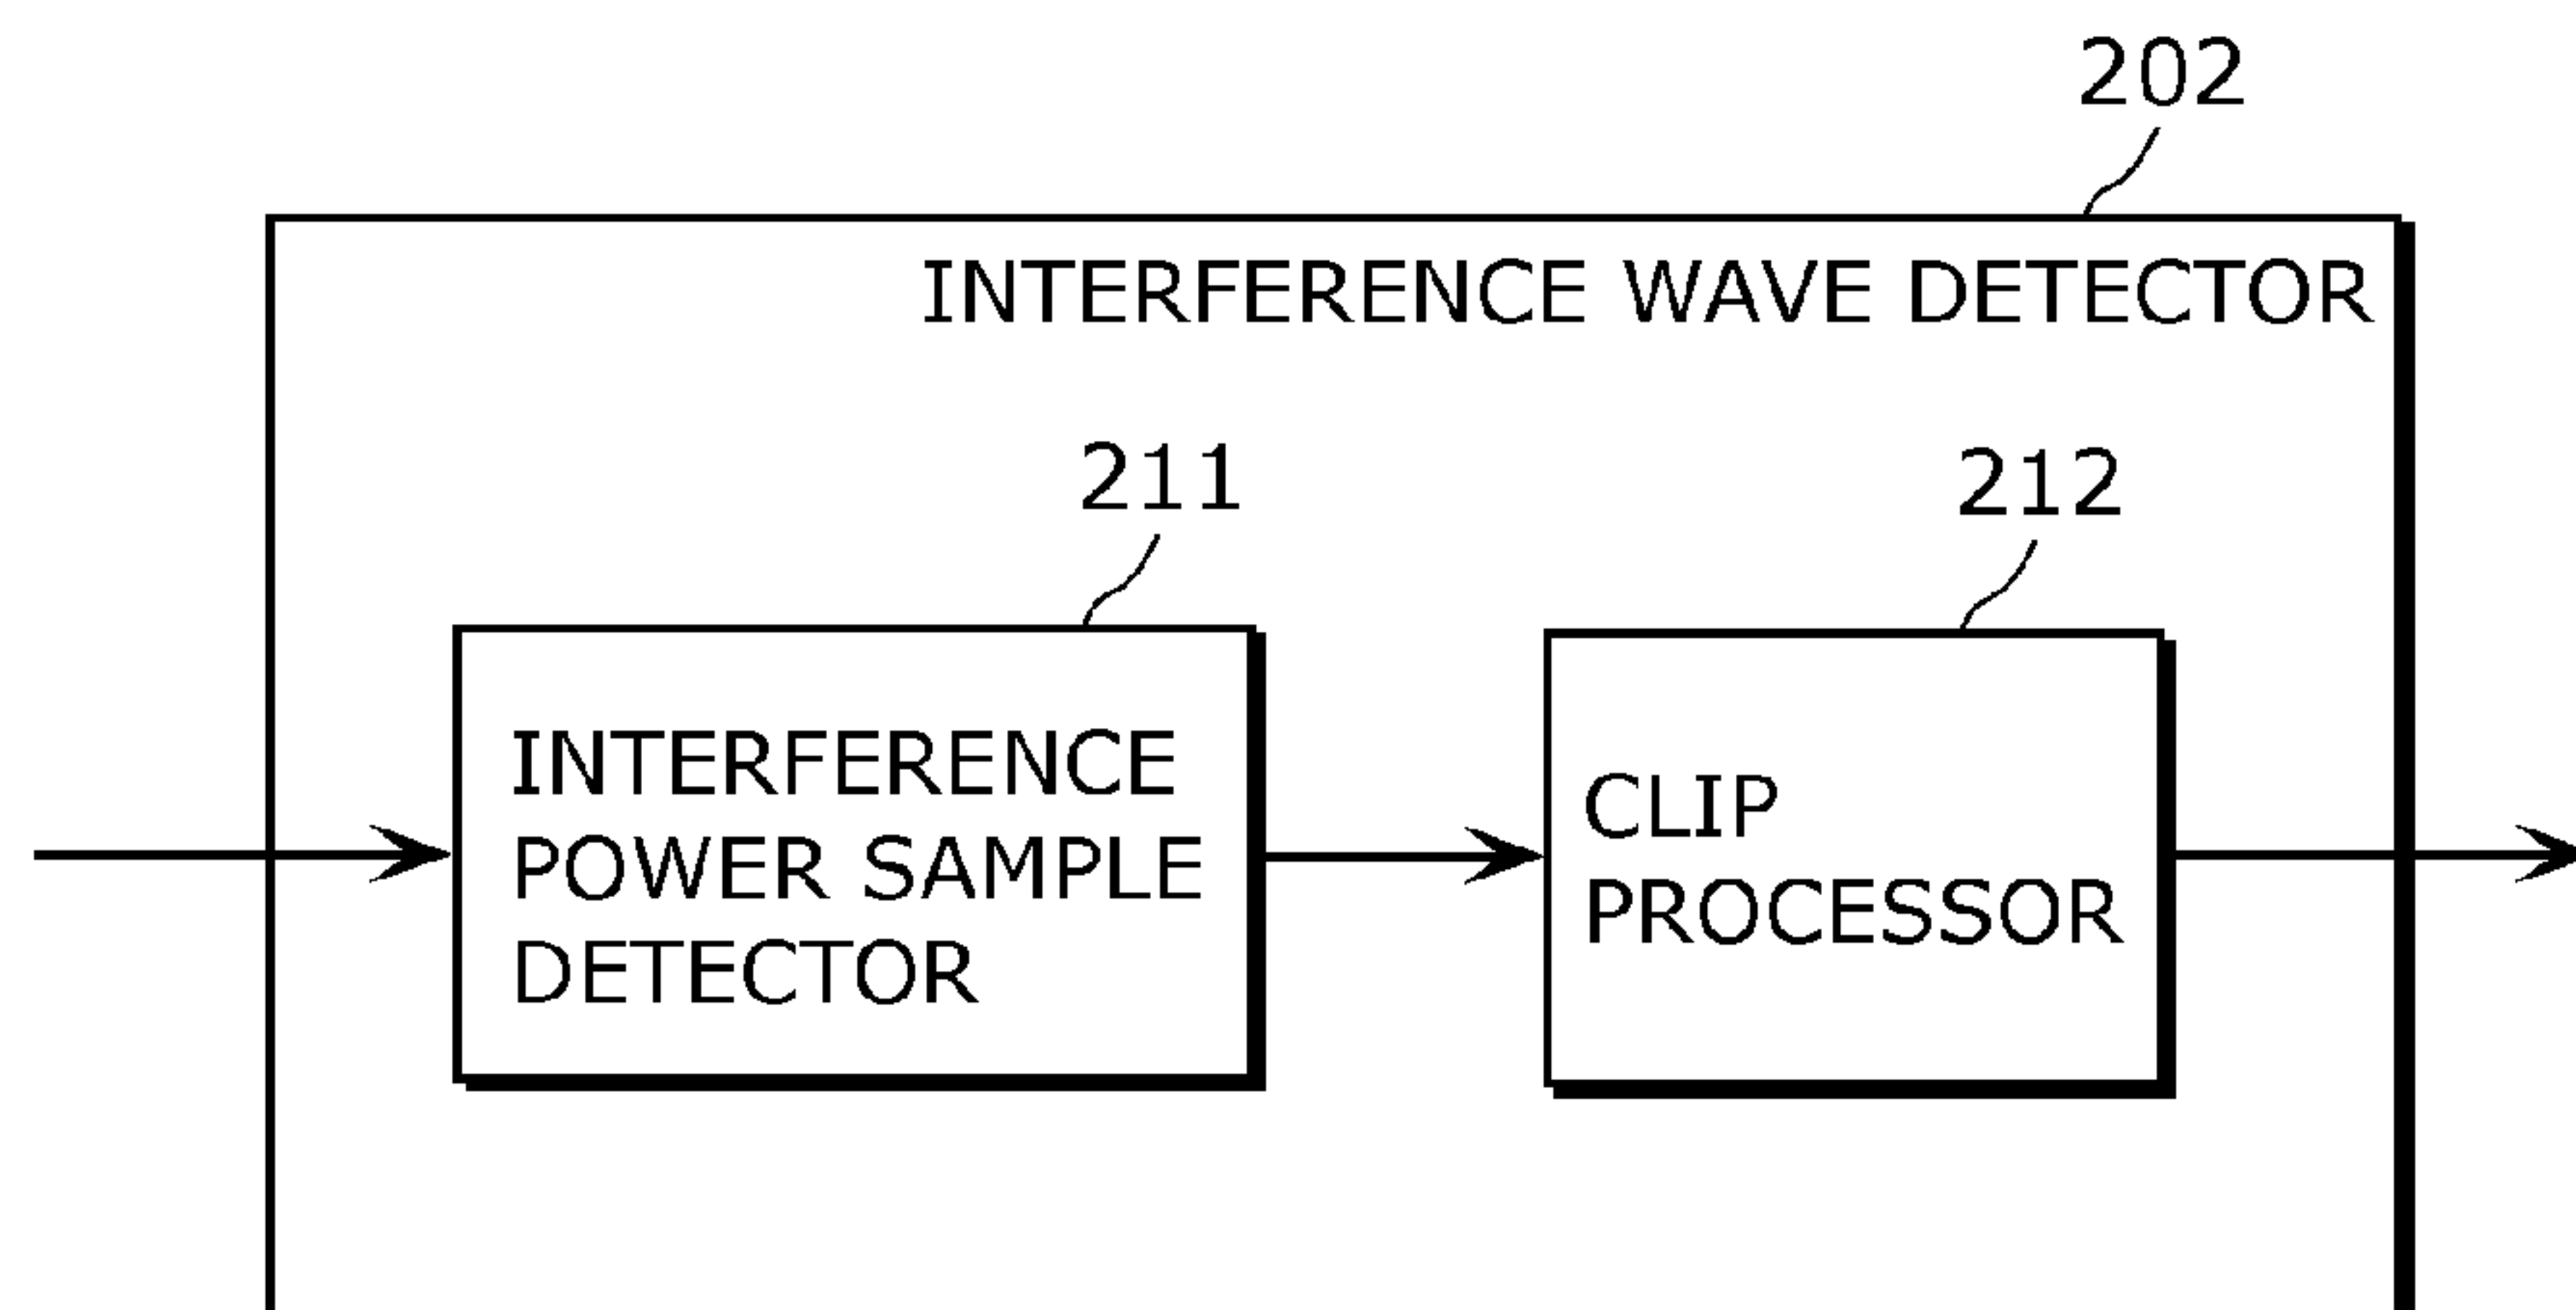 202
INTERFERENCE WAVE DETECTOR
211
212
INTERFERENCE
POWER SAMPLE
DETECTOR
CLIP
PROCESSOR